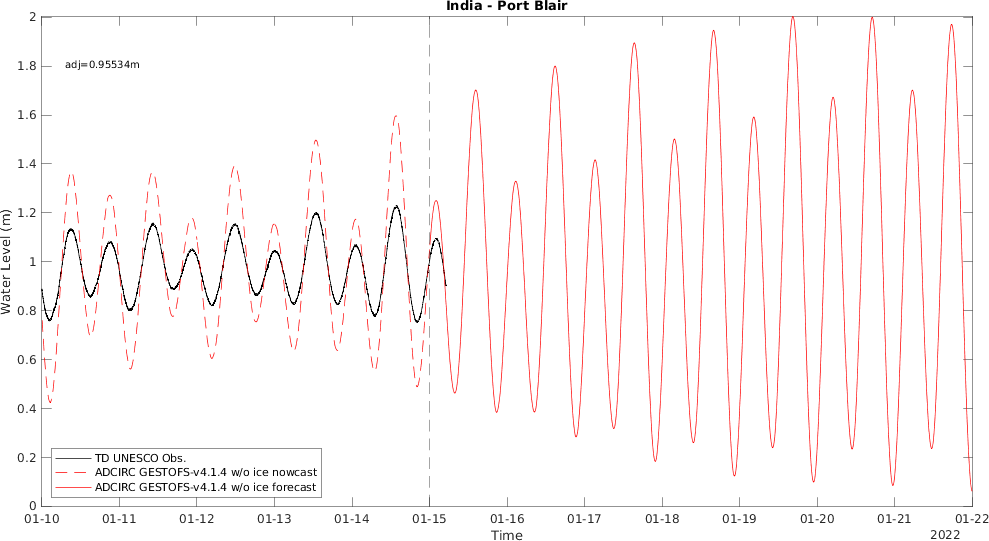 India - Port Blair
2
1.8
1.6
1.4
1.2
1
0.8
0.6
0.4
0.2
0
Water Level (m)
adj=0.95534m
TD UNESCO Obs.
ADCIRC GESTOFS-v4.1.4 w/o ice nowcast
ADCIRC GESTOFS-v4.1.4 w/o ice forecast
01-10 01-11 01-12 01-13 01-14 01-15 01-16 01-17 01-18 01-19 01-20 01-21 01-22
Time
2022